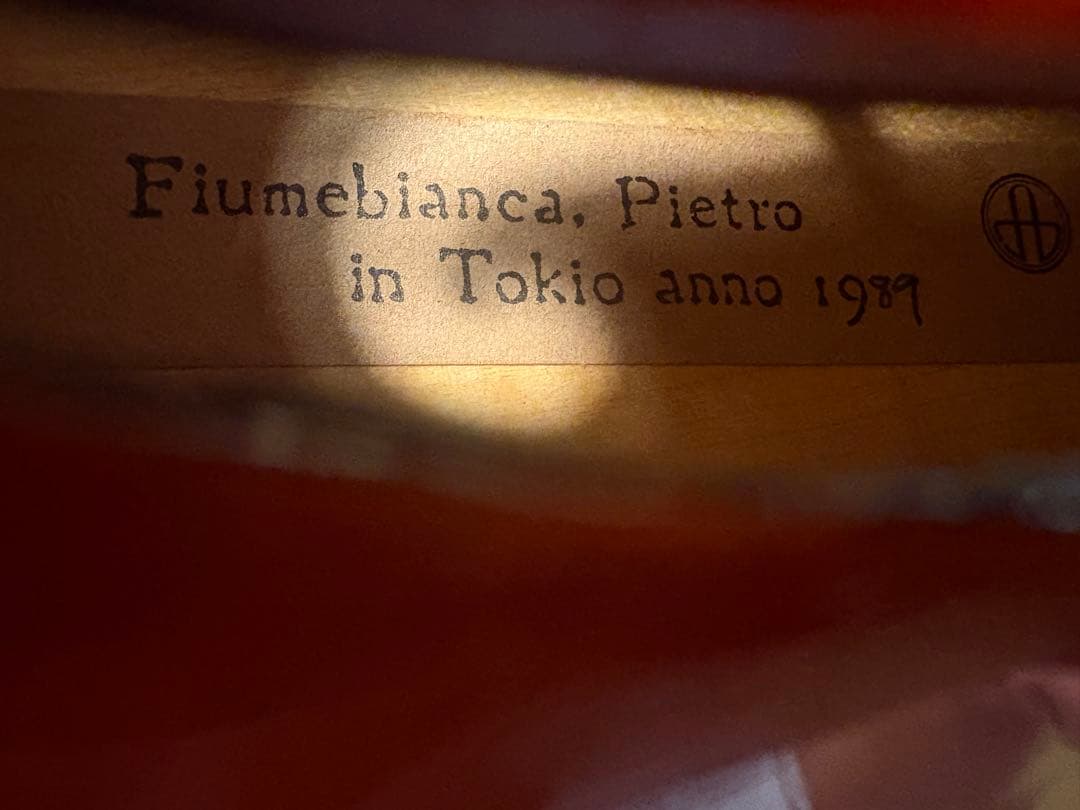 Fiumebianca, Pietro
in Tokio anno 1989